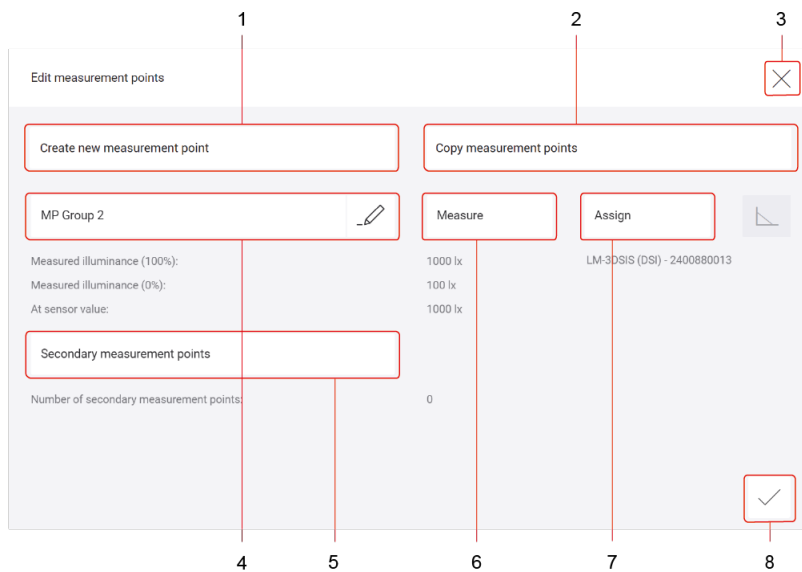 1 2 3
Edit measurement points
Create new measurement point Copy measurement points
MP Group 2 Measure Assign
Measured illuminance (100%): 1000 lx LM-3DSIS (DSI) - 2400880013
Measured illuminance (0%): 100 lx
At sensor value: 1000 lx
Secondary measurement points
Number of secondary measurement points: 0
4 5 6 7 8